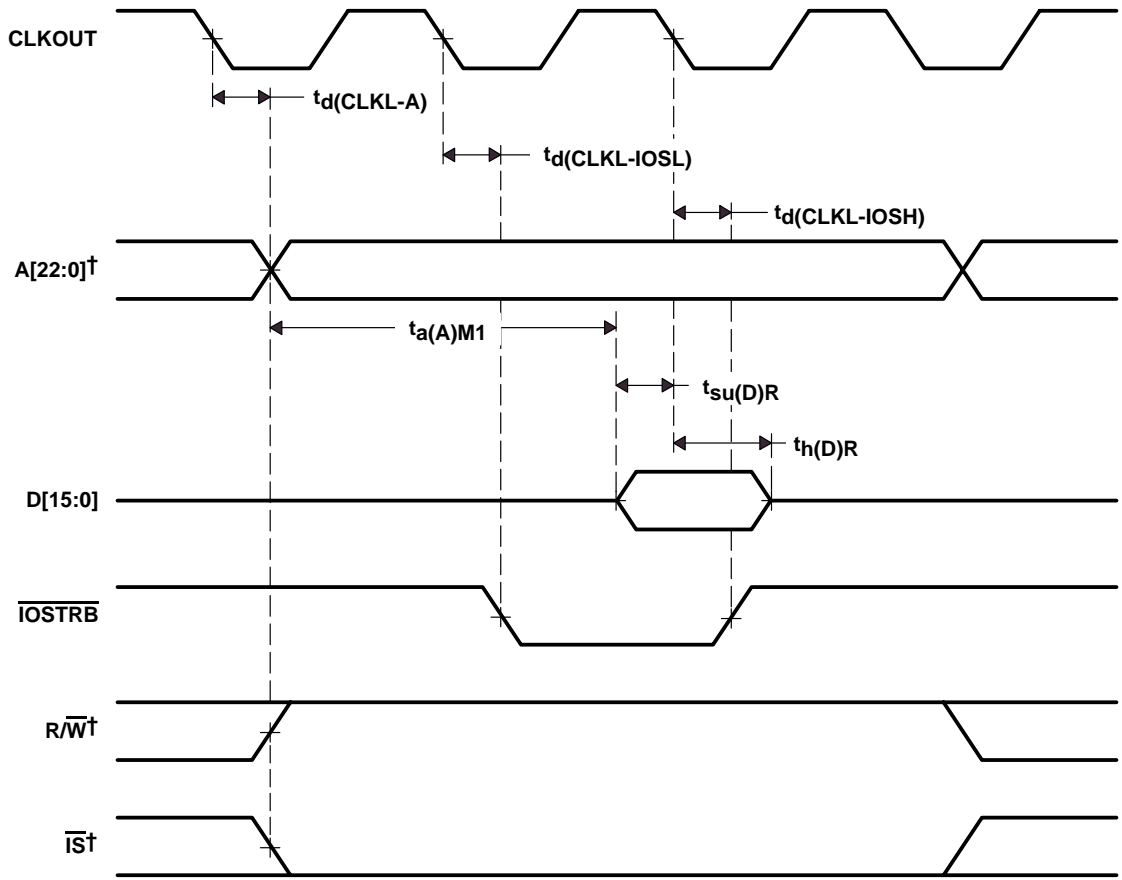 CLKOUT
td(CLKL-A)
td(CLKL-IOSL)
td(CLKL-IOSH)
A[22:0]†
ta(A)M1
tsu(D)R
th(D)R
D[15:0]
IOSTRB
R/W†
IS†